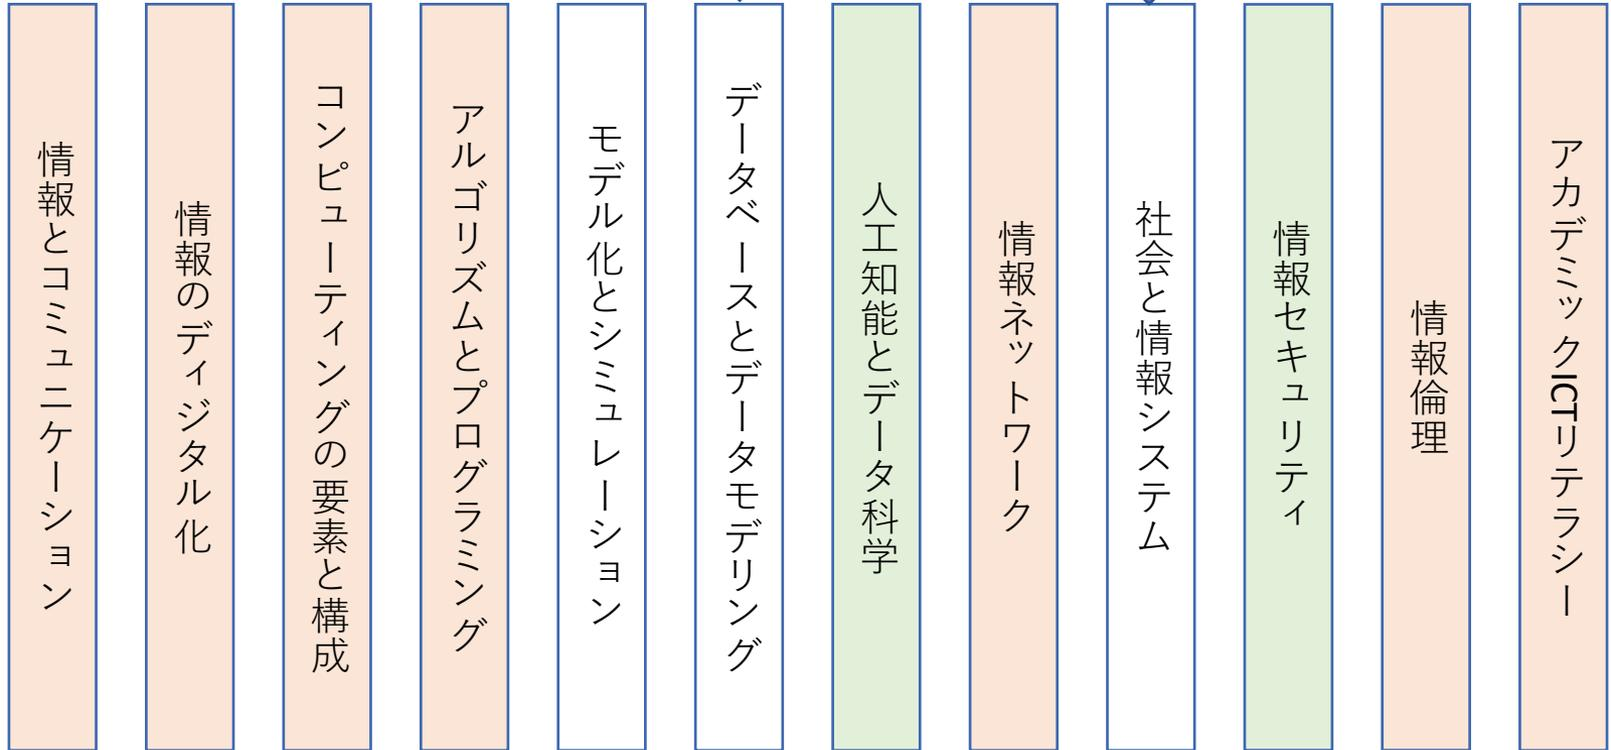 情報とコミュニケーション
情報のディジタル化
コンピューティングの要素と構成
アルゴリズムとプログラミング
モデル化とシミュレーション
データベースとデータモデリング
人工知能とデータ科学
情報ネットワーク
社会と情報システム
情報セキュリティ
情報倫理
アカデミックICTリテラシー